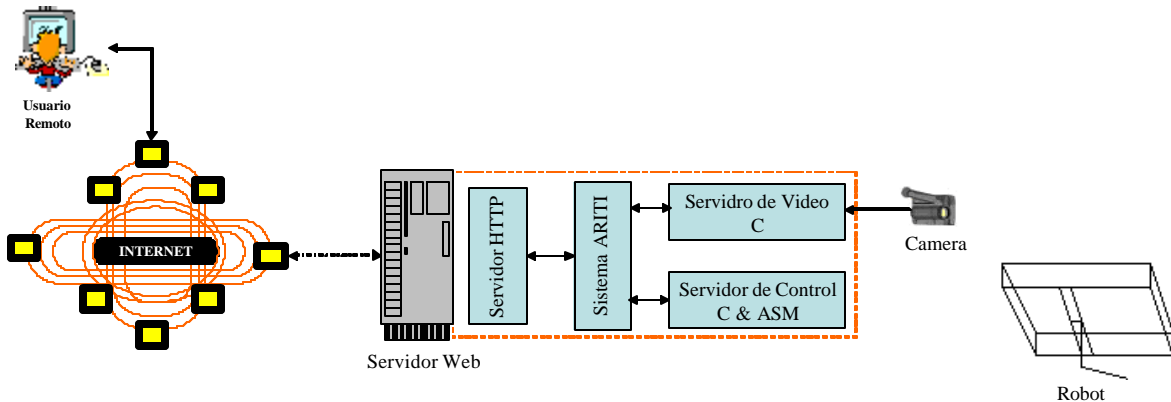 Usuario
Remoto
INTERNET
Servidor Web
Servidor HTTP
Sistema ARITI
Servidro de Video
C
Servidor de Control
C & ASM
Camera
Robot